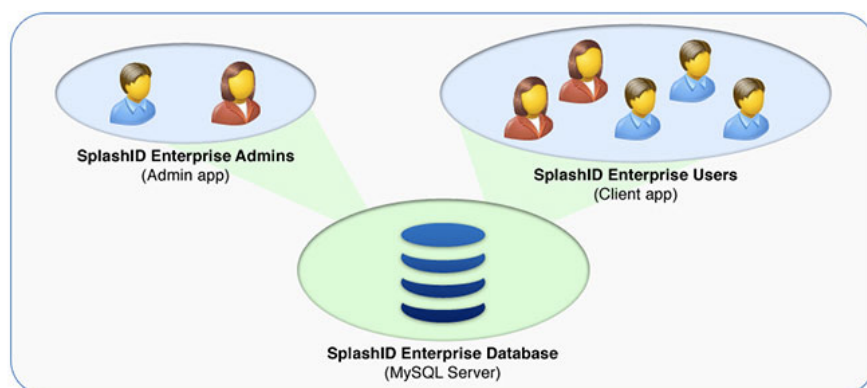 SplashID Enterprise Admins
(Admin app)
SplashID Enterprise Users
(Client app)
SplashID Enterprise Database
(MySQL Server)